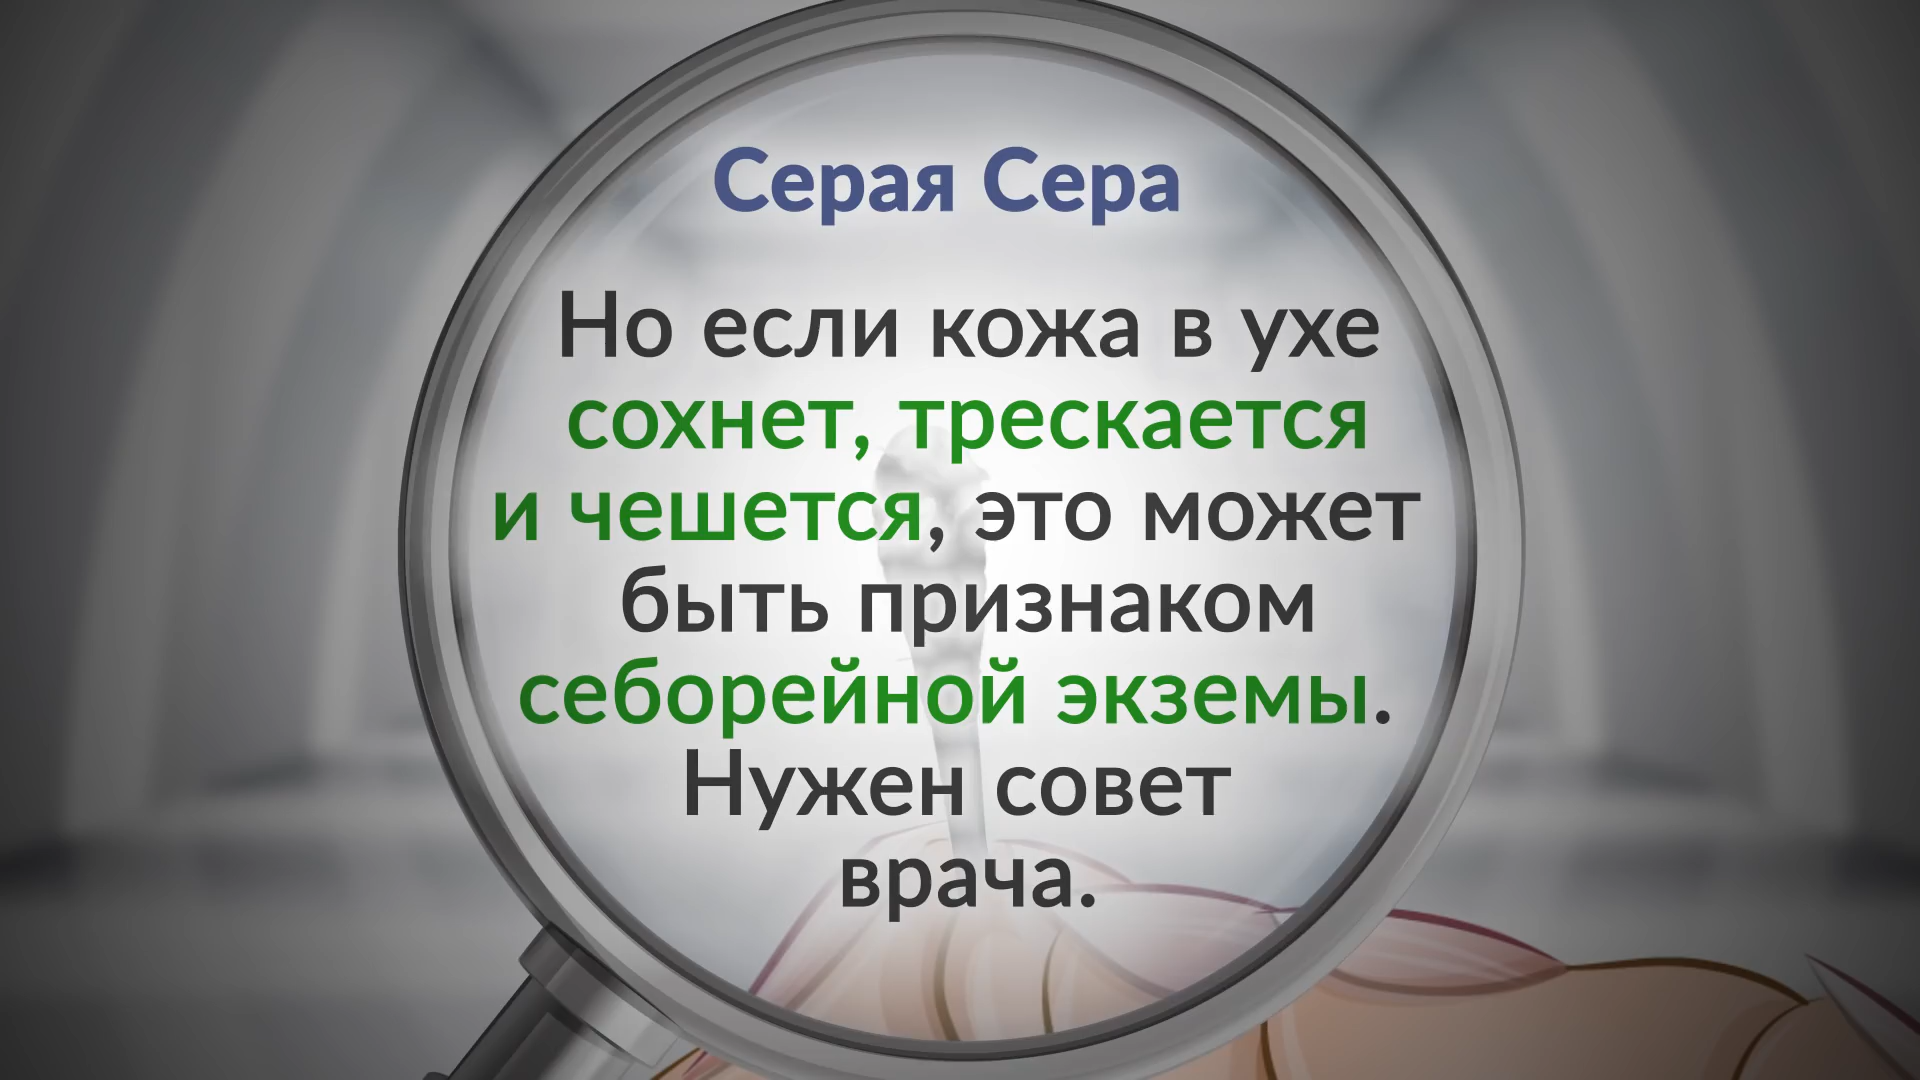 Серая Сера
Но если кожа в ухе
сохнет, трескается
и чешется, это может
быть признаком
себорейной экземы.
Нужен совет
врача.